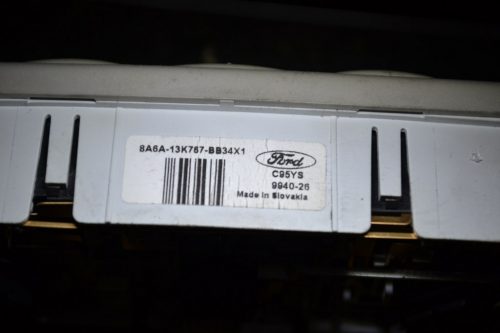 8A6A-13K767-BB34X1
Ford
C95YS
9940-26
Made in Slovakia